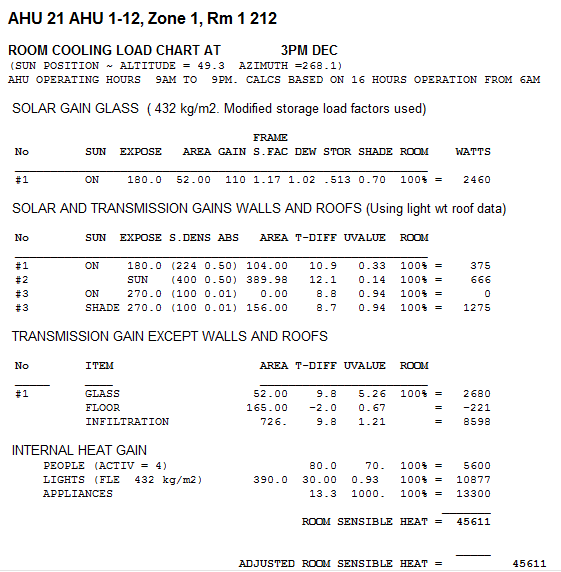 AHU 21 AHU 1-12, Zone 1, Rm 1 212
ROOM COOLING LOAD CHART AT 3PM DEC
(SUN POSITION ~ ALTITUDE = 49.3 AZIMUTH =268.1)
AHU OPERATING HOURS 9AM TO 9PM. CALCS BASED ON 16 HOURS OPERATION FROM 6AM
SOLAR GAIN GLASS ( 432 kg/m2. Modified storage load factors used)
FRAME
No SUN EXPOSE AREA GAIN S.FAC DEW STOR SHADE ROOM WATTS
#1 ON 180.0 52.00 110 1.17 1.02 .513 0.70 100% = 2460
SOLAR AND TRANSMISSION GAINS WALLS AND ROOFS (Using light wt roof data)
No SUN EXPOSE S.DENS ABS AREA T-DIFF UVALUE ROOM
#1 ON 180.0 (224 0.50) 104.00 10.9 0.33 100% = 375
#2 SUN (400 0.50) 389.98 12.1 0.14 100% = 666
#3 ON 270.0 (100 0.01) 0.00 8.8 0.94 100% = 0
#3 SHADE 270.0 (100 0.01) 156.00 8.7 0.94 100% = 1275
TRANSMISSION GAIN EXCEPT WALLS AND ROOFS
No ITEM AREA T-DIFF UVALUE ROOM
#1 GLASS 52.00 9.8 5.26 100% = 2680
FLOOR 165.00 -2.0 0.67 = -221
INFILTRATION 726. 9.8 1.21 = 8598
INTERNAL HEAT GAIN
PEOPLE (ACTIV = 4) 80.0 70. 100% = 5600
LIGHTS (FLE 432 kg/m2) 390.0 30.00 0.93 100% = 10877
APPLIANCES 13.3 1000. 100% = 13300
ROOM SENSIBLE HEAT = 45611
ADJUSTED ROOM SENSIBLE HEAT = 45611